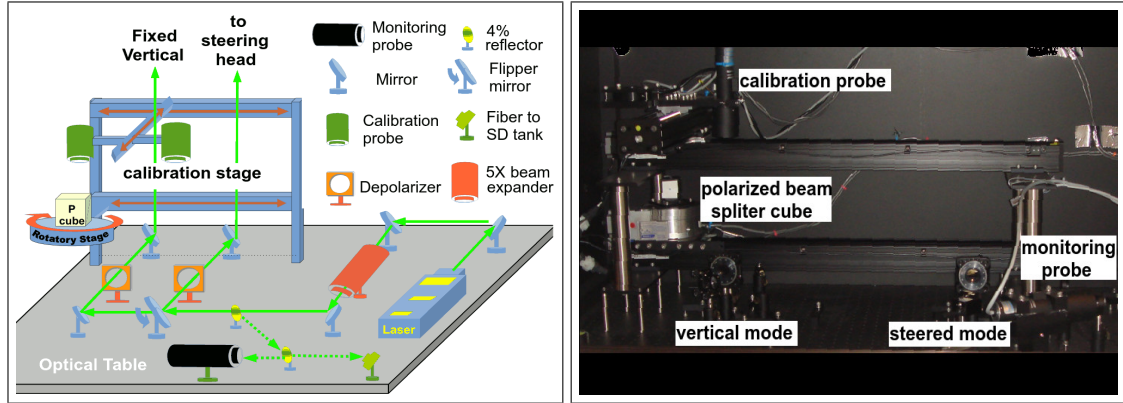 Fixed
Vertical
to
steering
head
Monitoring
probe
4%
reflector
Mirror
Flipper
mirror
Calibration
probe
Fiber to
SD tank
Depolarizer
5X beam
expander
calibration stage
P
cube
Rotatory Stage
Laser
Optical Table
calibration probe
polarized beam
spliter cube
monitoring
probe
vertical mode
steered mode